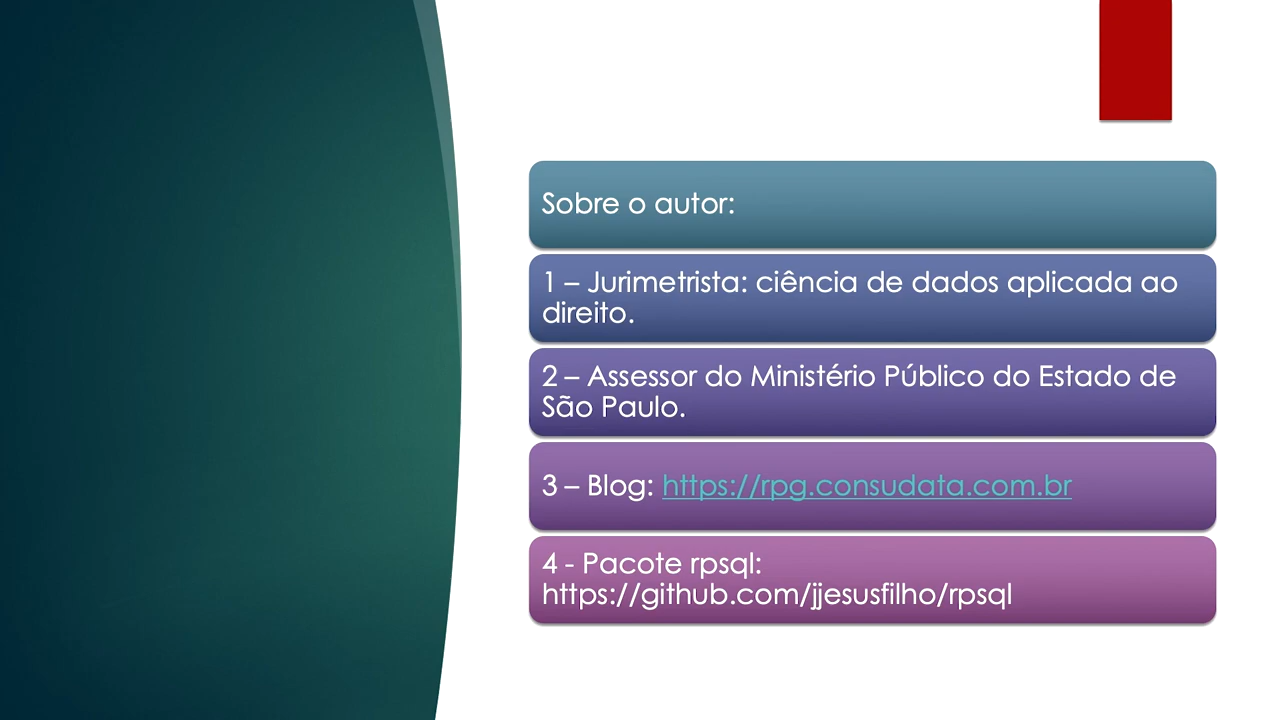 Sobre o autor:
1 – Jurimetrista: ciência de dados aplicada ao
direito.
2 – Assessor do Ministério Público do Estado de
São Paulo.
3 – Blog: https://rpg.consudata.com.br
4 - Pacote rpsql:
https://github.com/jjesusfilho/rpsql